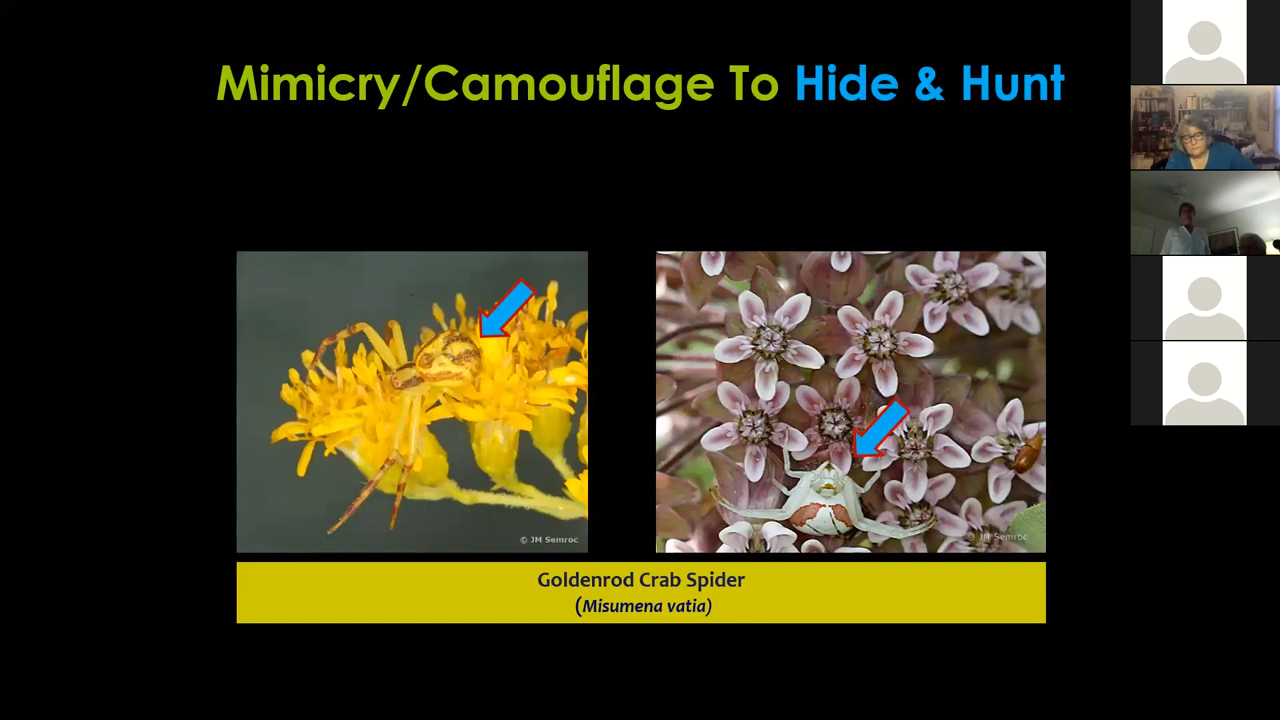 Mimicry/Camouflage To Hide & Hunt
© JM Semroc
© JM Semroc
Goldenrod Crab Spider
(Misumena vatia)